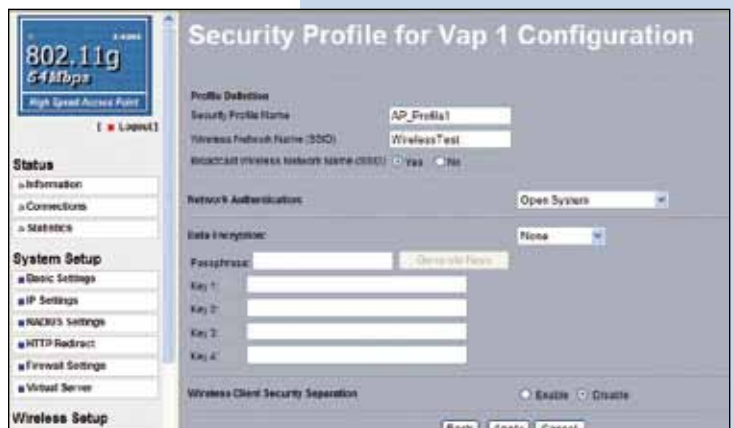 802.11g
54Mbps
High Speed Access Point
[ Logout]
Status
Information
Connections
Statistics
System Setup
Basic Settings
IP Settings
RADIUS Settings
HTTP Redirect
Firewall Settings
Virtual Server
Wireless Setup
Security Profile for Vap 1 Configuration
Profile Definition
Security Profile Name AP_Profile1
Wireless Network Name (SSID) WirelessTest
Broadcast Wireless Network Name (SSID) Yes No
Network Authentication: Open System
Data Encryption: None
Passphrase: Generate Keys
Key 1:
Key 2:
Key 3:
Key 4:
Wireless Client Security Separation Enable Disable
Back Apply Cancel